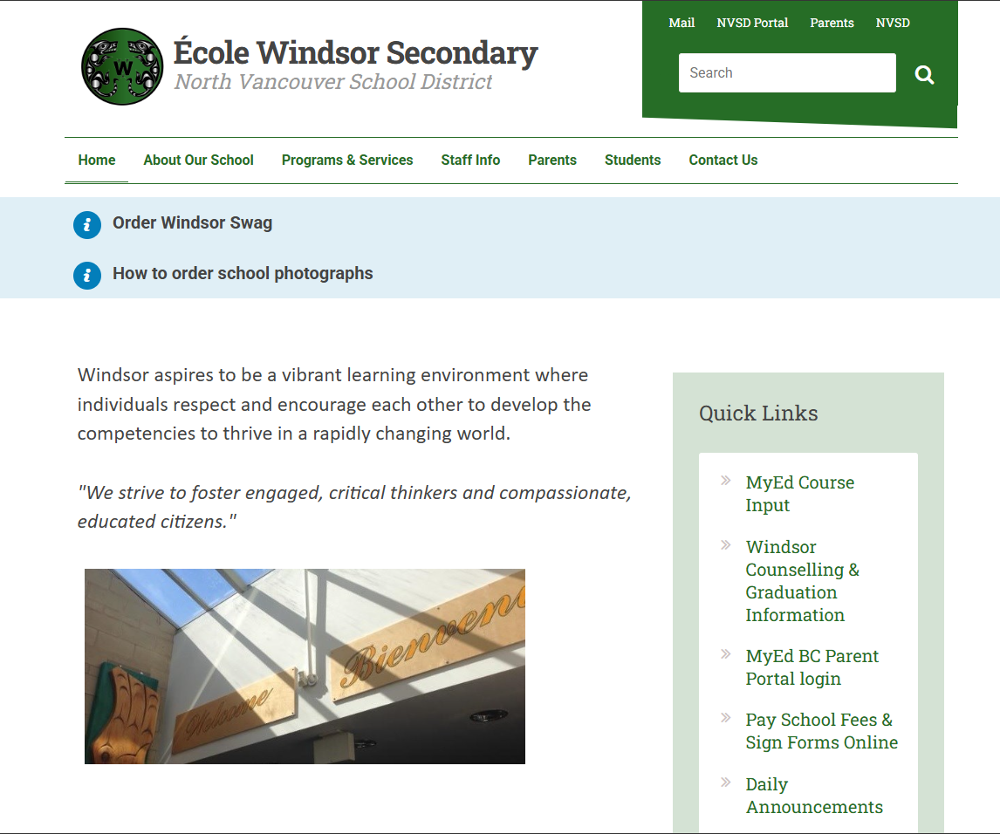 Mail NVSD Portal Parents NVSD
W
École Windsor Secondary
North Vancouver School District
Search
Home About Our School Programs & Services Staff Info Parents Students Contact Us
i Order Windsor Swag
i How to order school photographs
Windsor aspires to be a vibrant learning environment where
individuals respect and encourage each other to develop the
competencies to thrive in a rapidly changing world.
"We strive to foster engaged, critical thinkers and compassionate,
educated citizens."
Welcome
Bienvenu
Quick Links
MyEd Course
Input
Windsor
Counselling &
Graduation
Information
MyEd BC Parent
Portal login
Pay School Fees &
Sign Forms Online
Daily
Announcements